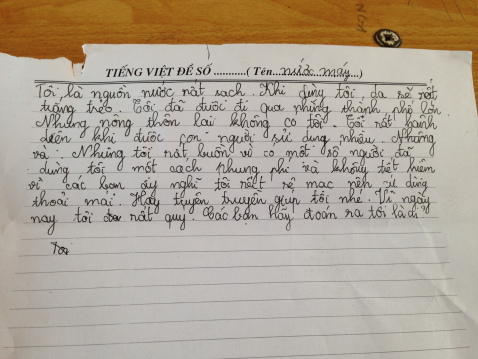 TIẾNG VIỆT ĐỀ SỐ ...........( Tên...nước...máy...)
Tôi là nguồn nước rất sạch. Khi dùng tôi, da sẽ rất
trắng trẻo. Tôi đã được đi qua những thành phố lớn.
Nhưng nông thôn lại không có tôi. Tôi rất hãnh
diện khi được con người sử dụng nhiều. Nhưng
và. Nhưng tôi rất buồn vì có một số người đã
dùng tôi một cách phung phí và không tiết kiệm
vì các bạn ấy nghĩ tôi rất rẻ mạc nên sử dụng
thoải mái. Hãy tuyên truyền giúp tôi nhé. Vì ngày
nay tôi rất quý. Các bạn hãy đoán ra tôi là gì?
Tôi